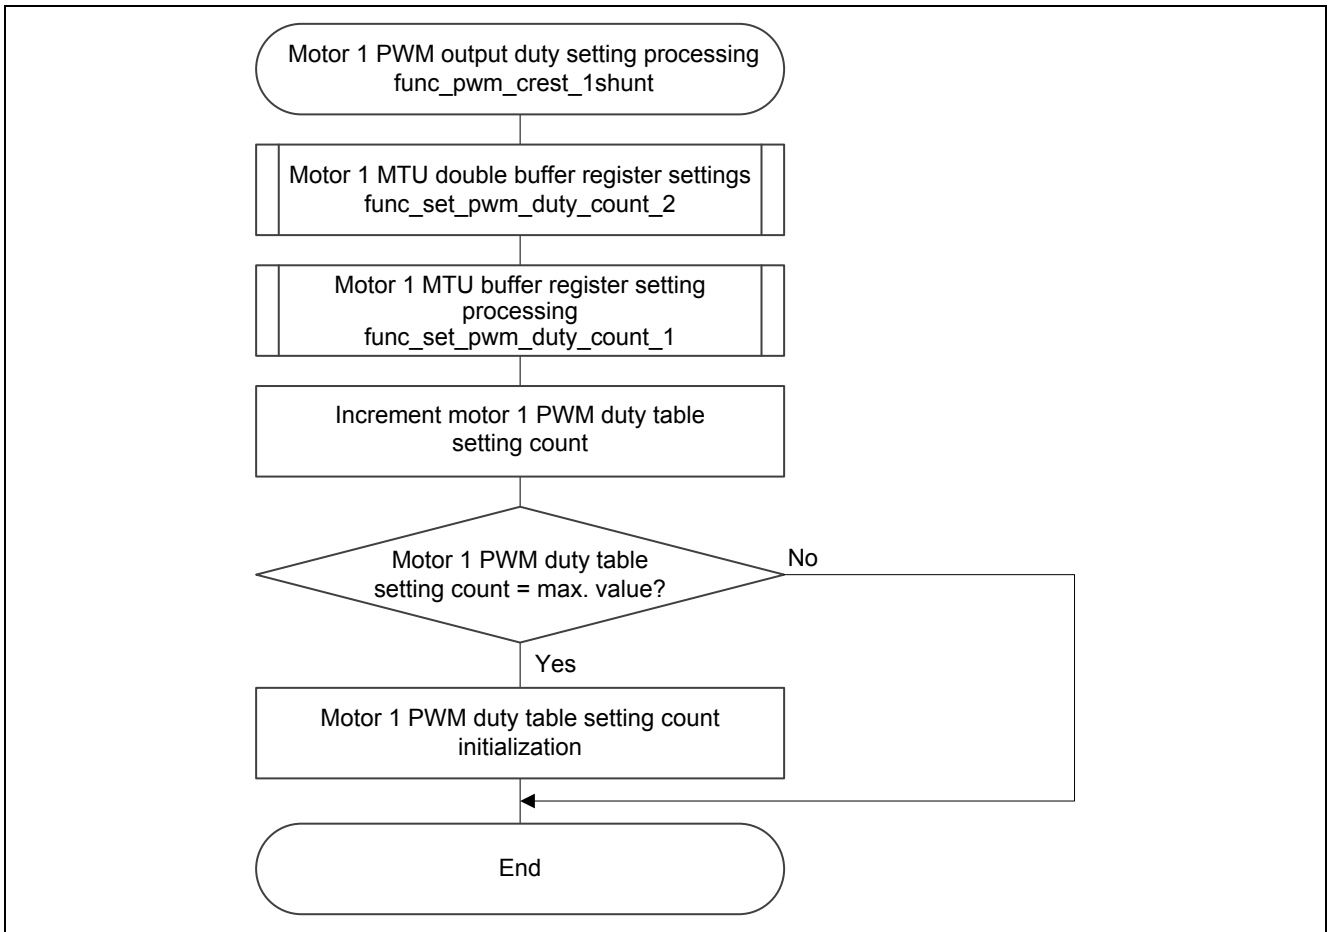 Motor 1 PWM output duty setting processing
func_pwm_crest_1shunt
Motor 1 MTU double buffer register settings
func_set_pwm_duty_count_2
Motor 1 MTU buffer register setting
processing
func_set_pwm_duty_count_1
Increment motor 1 PWM duty table
setting count
Motor 1 PWM duty table
setting count = max. value?
No
Yes
Motor 1 PWM duty table setting count
initialization
End